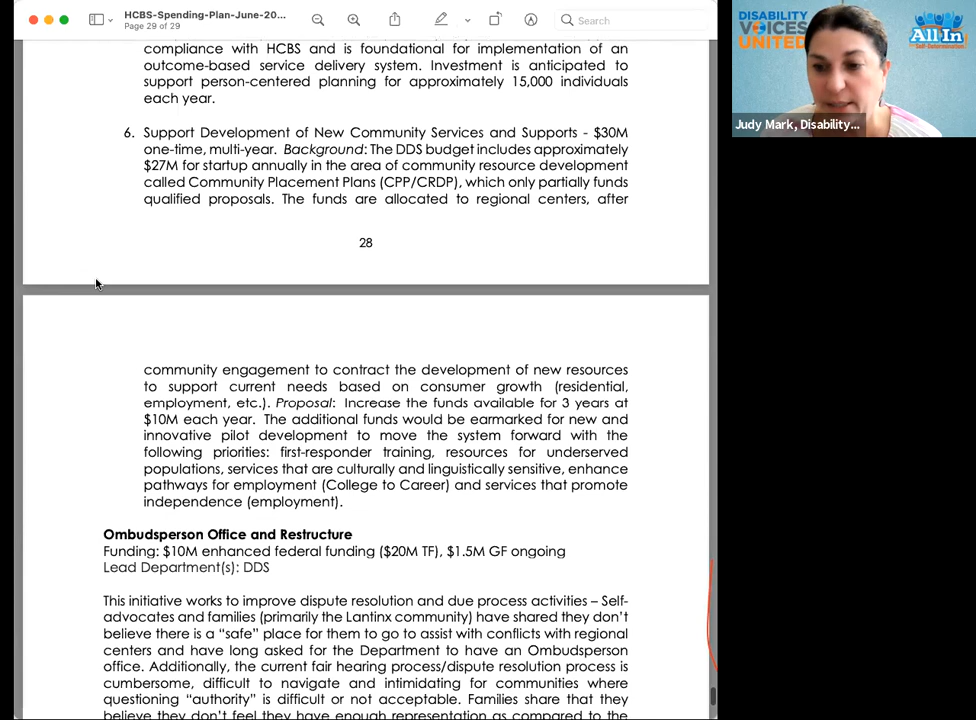 HCBS-Spending-Plan-June-20...
Page 29 of 29
Search
compliance with HCBS and is foundational for implementation of an
outcome-based service delivery system. Investment is anticipated to
support person-centered planning for approximately 15,000 individuals
each year.
6. Support Development of New Community Services and Supports - $30M
one-time, multi-year. Background: The DDS budget includes approximately
$27M for startup annually in the area of community resource development
called Community Placement Plans (CPP/CRDP), which only partially funds
qualified proposals. The funds are allocated to regional centers, after
28
community engagement to contract the development of new resources
to support current needs based on consumer growth (residential,
employment, etc.). Proposal: Increase the funds available for 3 years at
$10M each year. The additional funds would be earmarked for new and
innovative pilot development to move the system forward with the
following priorities: first-responder training, resources for underserved
populations, services that are culturally and linguistically sensitive, enhance
pathways for employment (College to Career) and services that promote
independence (employment).
Ombudsperson Office and Restructure
Funding: $10M enhanced federal funding ($20M TF), $1.5M GF ongoing
Lead Department(s): DDS
This initiative works to improve dispute resolution and due process activities – Self-
advocates and families (primarily the Lantinx community) have shared they don't
believe there is a "safe" place for them to go to assist with conflicts with regional
centers and have long asked for the Department to have an Ombudsperson
office. Additionally, the current fair hearing process/dispute resolution process is
cumbersome, difficult to navigate and intimidating for communities where
questioning "authority" is difficult or not acceptable. Families share that they
believe they don't feel they have enough representation as compared to the
DISABILITY
VOICES
UNITED
All In
Self-Determination
Judy Mark, Disability...